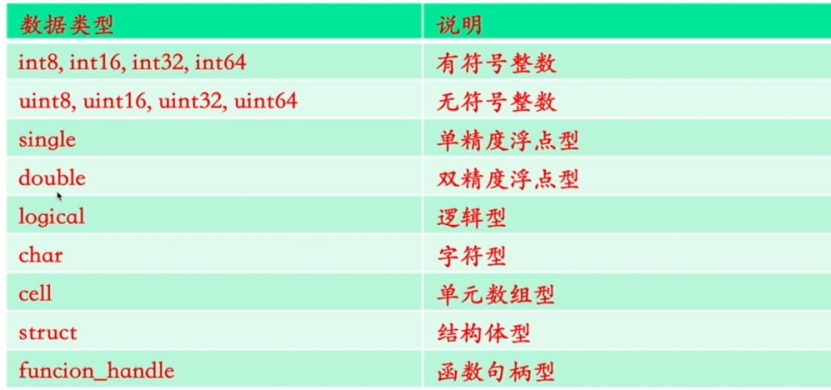 数据类型 说明
int8, int16, int32, int64 有符号整数
uint8, uint16, uint32, uint64 无符号整数
single 单精度浮点型
double 双精度浮点型
logical 逻辑型
char 字符型
cell 单元数组型
struct 结构体型
funcion_handle 函数句柄型